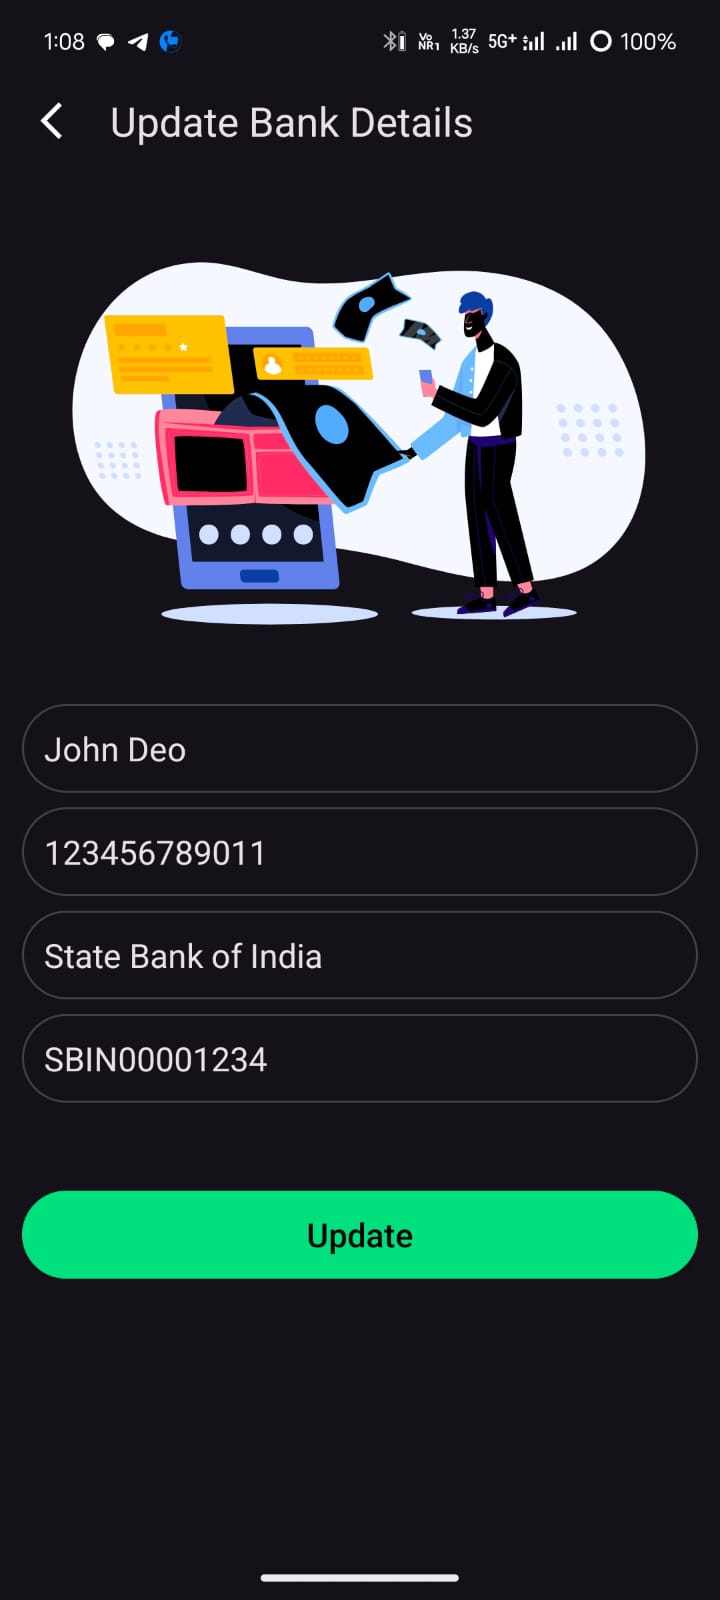 1:08 Vo NR1 1.37 KB/s 5G+ 100%
Update Bank Details
John Deo
123456789011
State Bank of India
SBIN00001234
Update